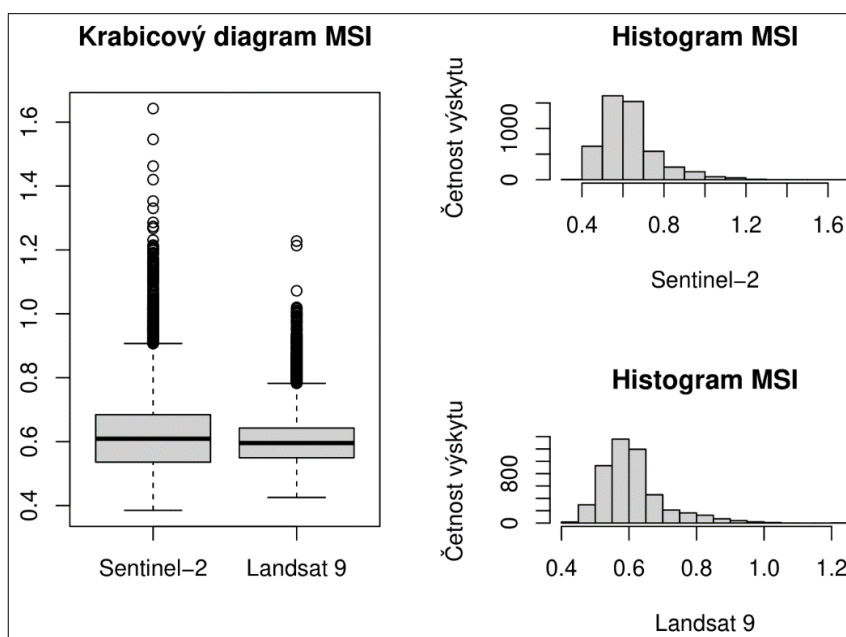 Krabicový diagram MSI
1.6
1.4
1.2
1.0
0.8
0.6
0.4
Sentinel−2 Landsat 9
Histogram MSI
Četnost výskytu
1000
0
0.4 0.8 1.2 1.6
Sentinel−2
Histogram MSI
Četnost výskytu
800
0
0.4 0.6 0.8 1.0 1.2
Landsat 9